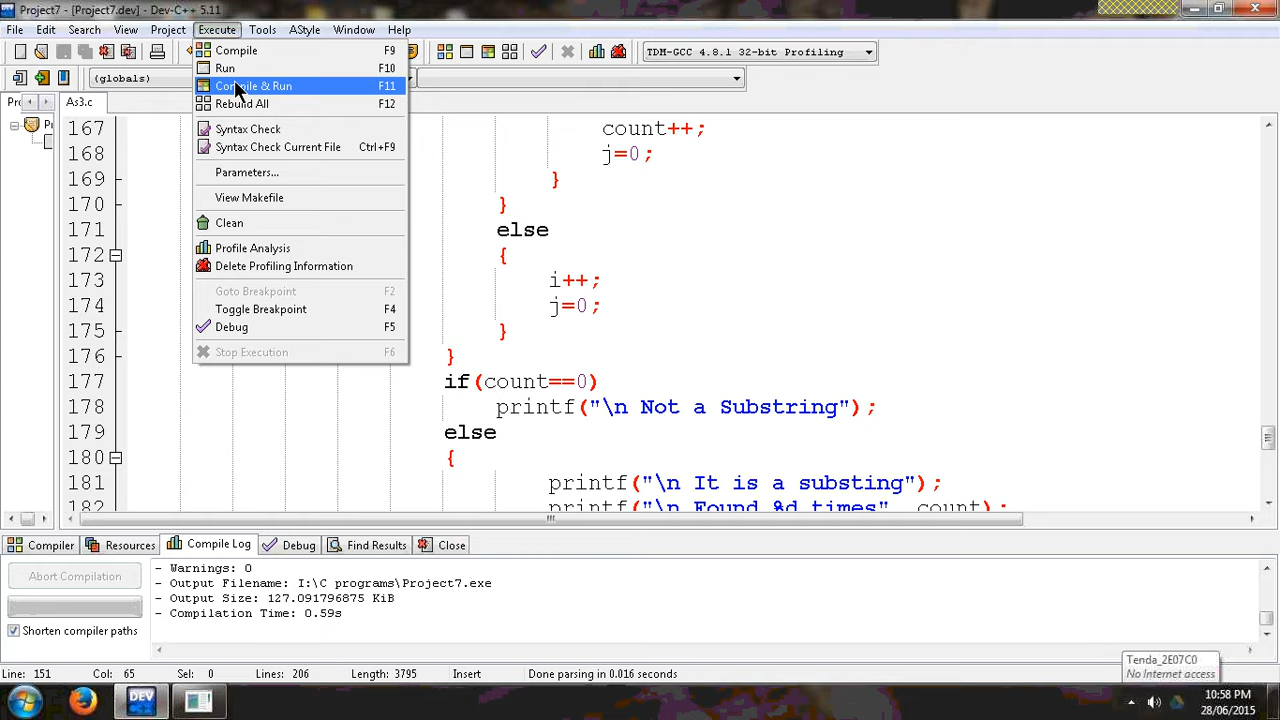 Project7 - [Project7.dev] - Dev-C++ 5.11
File Edit Search View Project Execute Tools AStyle Window Help
TDM-GCC 4.8.1 32-bit Profiling
(globals)
As3.c
Compile F9
Run F10
Compile & Run F11
Rebuild All F12
Syntax Check
Syntax Check Current File Ctrl+F9
Parameters...
View Makefile
Clean
Profile Analysis
Delete Profiling Information
Goto Breakpoint F2
Toggle Breakpoint F4
Debug F5
Stop Execution F6
167 count++;
168 j=0;
169 }
170 }
171 else
172 {
173 i++;
174 j=0;
175 }
176 }
177 if(count==0)
178 printf("\n Not a Substring");
179 else
180 {
181 printf("\n It is a substing");
182 printf("\n Found %d times", count);
Compiler Resources Compile Log Debug Find Results Close
Abort Compilation
Shorten compiler paths
- Warnings: 0
- Output Filename: I:\C programs\Project7.exe
- Output Size: 127.091796875 KiB
- Compilation Time: 0.59s
Tenda_2E07C0
No Internet access
Line: 151 Col: 65 Sel: 0 Lines: 206 Length: 3795 Insert Done parsing in 0.016 seconds
DEV
10:58 PM
28/06/2015